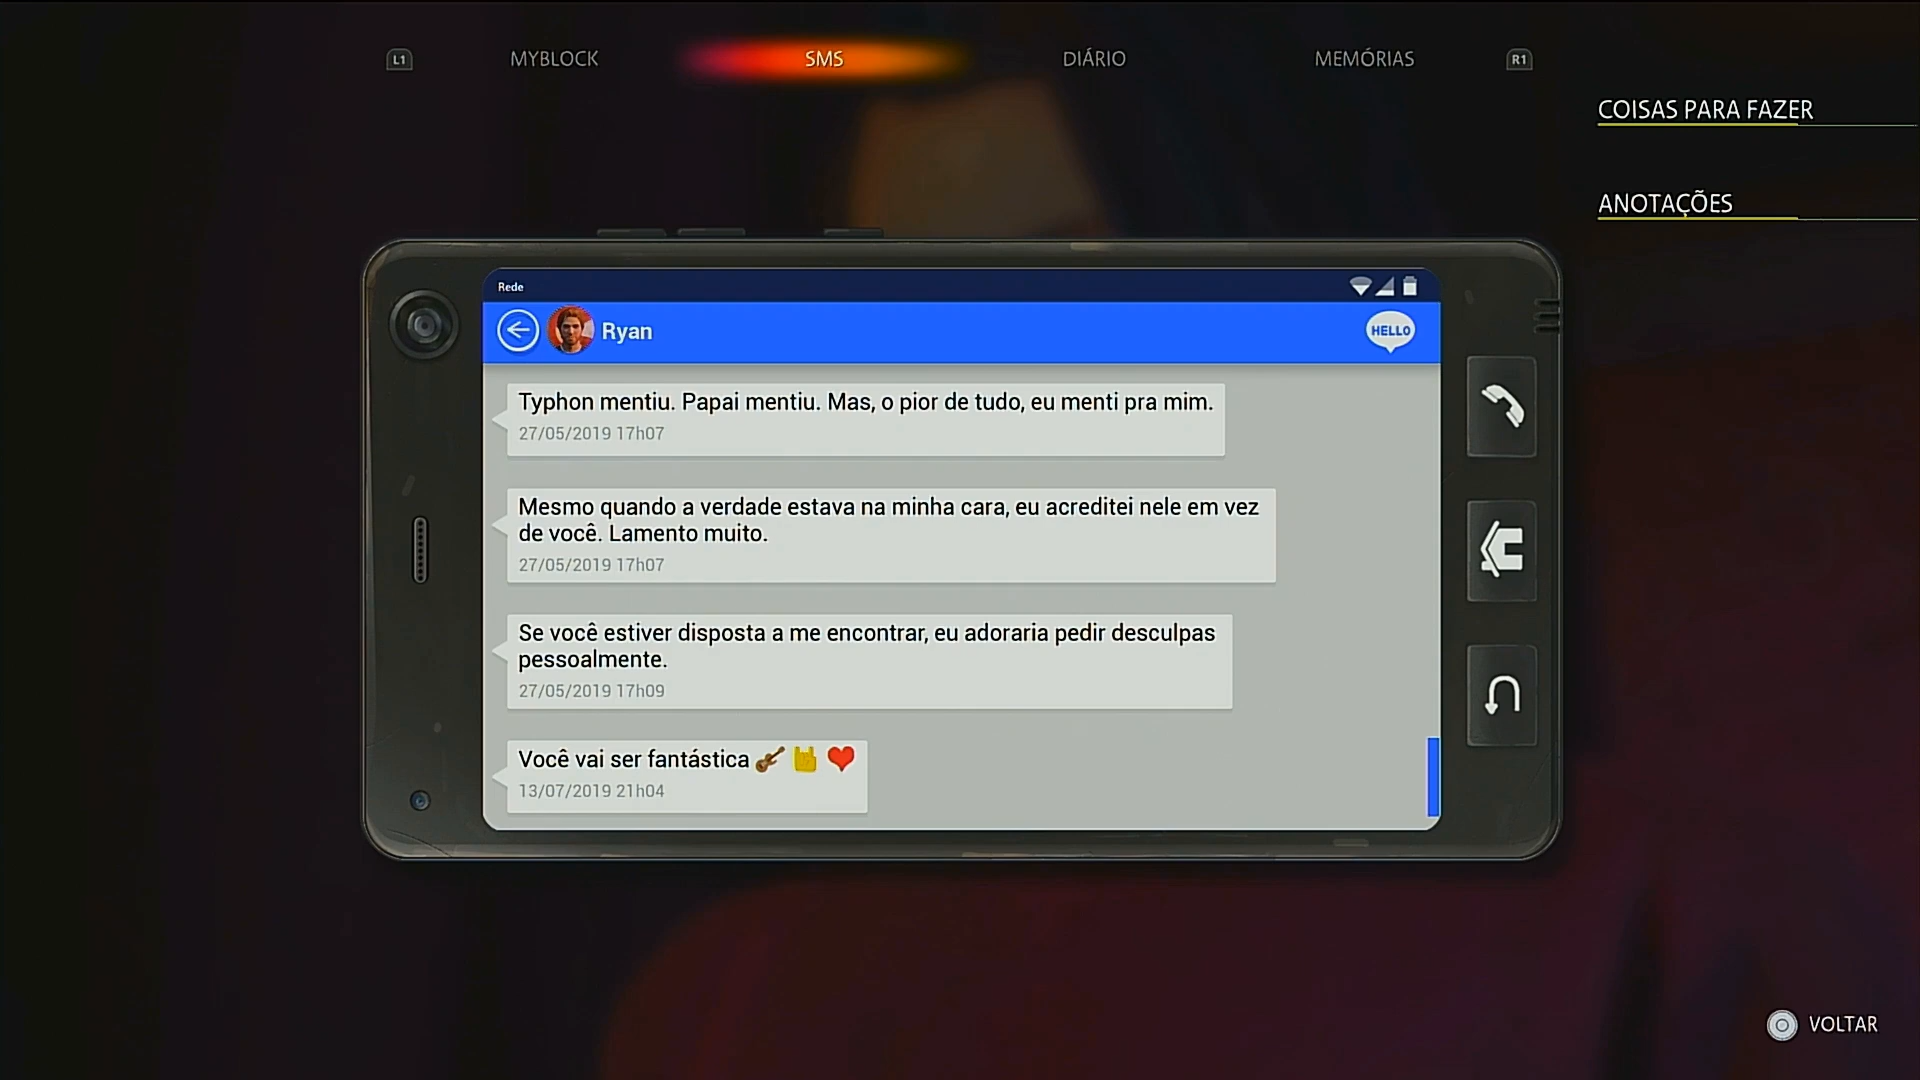 L1
MYBLOCK
SMS
DIÁRIO
MEMÓRIAS
R1
COISAS PARA FAZER
ANOTAÇÕES
Rede
Ryan
HELLO
Typhon mentiu. Papai mentiu. Mas, o pior de tudo, eu menti pra mim.
27/05/2019 17h07
Mesmo quando a verdade estava na minha cara, eu acreditei nele em vez
de você. Lamento muito.
27/05/2019 17h07
Se você estiver disposta a me encontrar, eu adoraria pedir desculpas
pessoalmente.
27/05/2019 17h09
Você vai ser fantástica 🎸 🤘 ❤️
13/07/2019 21h04
VOLTAR